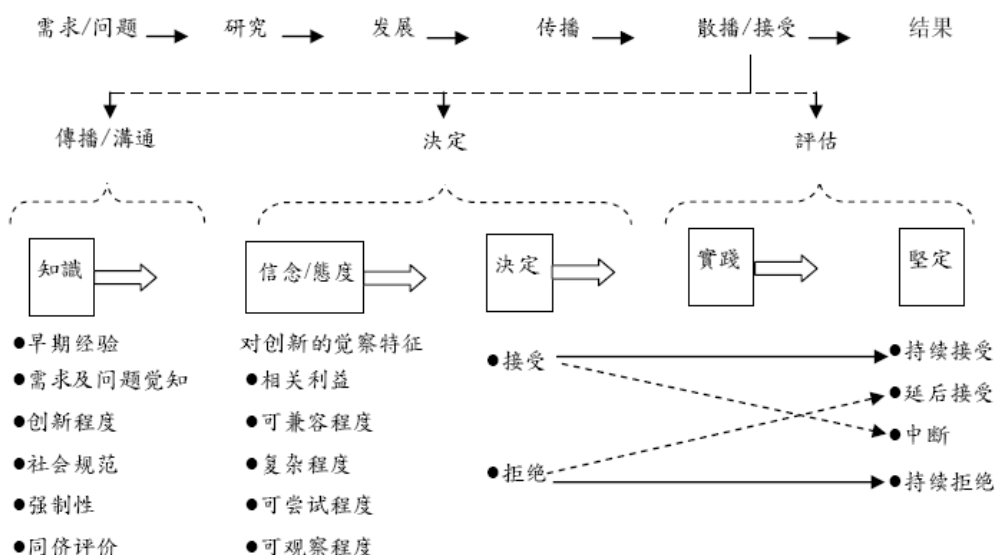 需求/问题 研究 发展 传播 散播/接受 结果
傳播/溝通 決定 評估
知識 信念/態度 決定 實踐 堅定
●早期经验
●需求及问题觉知
●创新程度
●社会规范
●强制性
●同侪评价
对创新的觉察特征
●相关利益
●可兼容程度
●复杂程度
●可尝试程度
●可观察程度
●接受
●拒绝
●持续接受
●延后接受
●中断
●持续拒绝